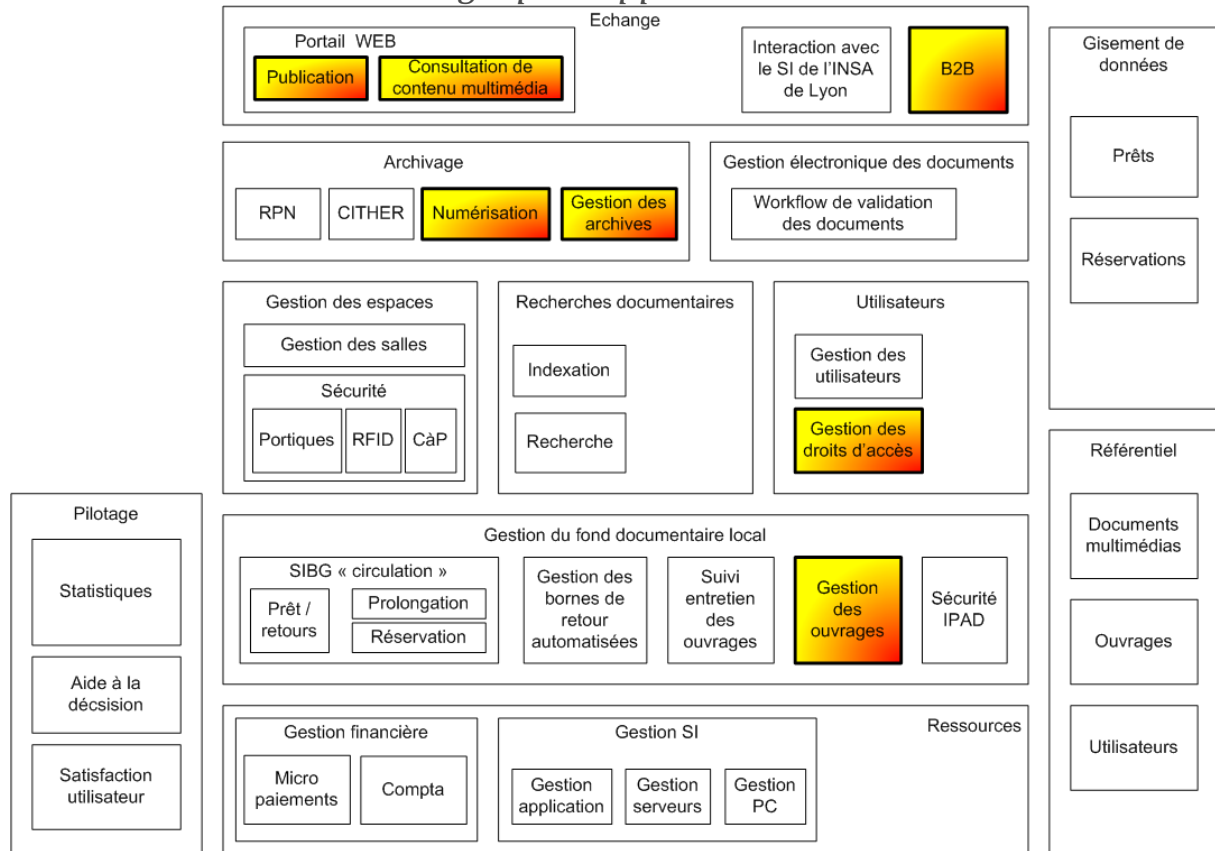 Echange
Portail WEB
Publication
Consultation de
contenu multimédia
Interaction avec
le SI de l'INSA
de Lyon
B2B
Gisement de
données
Prêts
Réservations
Archivage
RPN
CITHER
Numérisation
Gestion des
archives
Gestion électronique des documents
Workflow de validation
des documents
Gestion des espaces
Gestion des salles
Sécurité
Portiques
RFID
CàP
Recherches documentaires
Indexation
Recherche
Utilisateurs
Gestion des
utilisateurs
Gestion des
droits d'accès
Référentiel
Documents
multimédias
Ouvrages
Utilisateurs
Pilotage
Statistiques
Aide à la
décsision
Satisfaction
utilisateur
Gestion du fond documentaire local
SIBG « circulation »
Prêt /
retours
Prolongation
Réservation
Gestion des
bornes de
retour
automatisées
Suivi
entretien
des
ouvrages
Gestion
des
ouvrages
Sécurité
IPAD
Ressources
Gestion financière
Micro
paiements
Compta
Gestion SI
Gestion
application
Gestion
serveurs
Gestion
PC